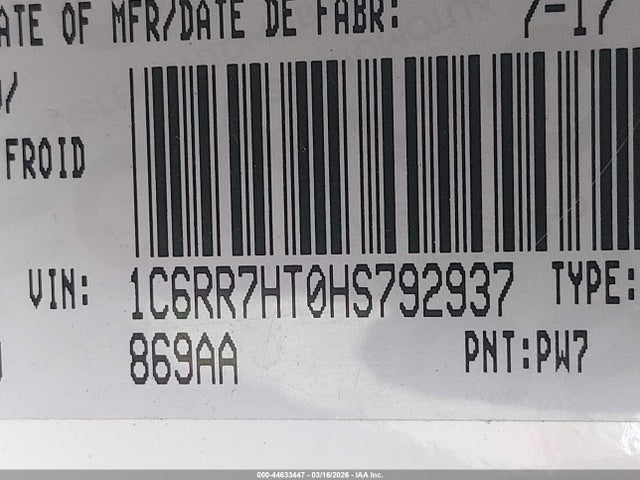 ATE OF MFR/DATE DE FABR: 7-17
/
FROID
VIN: 1C6RR7HT0HS792937 TYPE:
869AA PNT:PW7
000-44633447 - 03/16/2026 - IAA Inc.